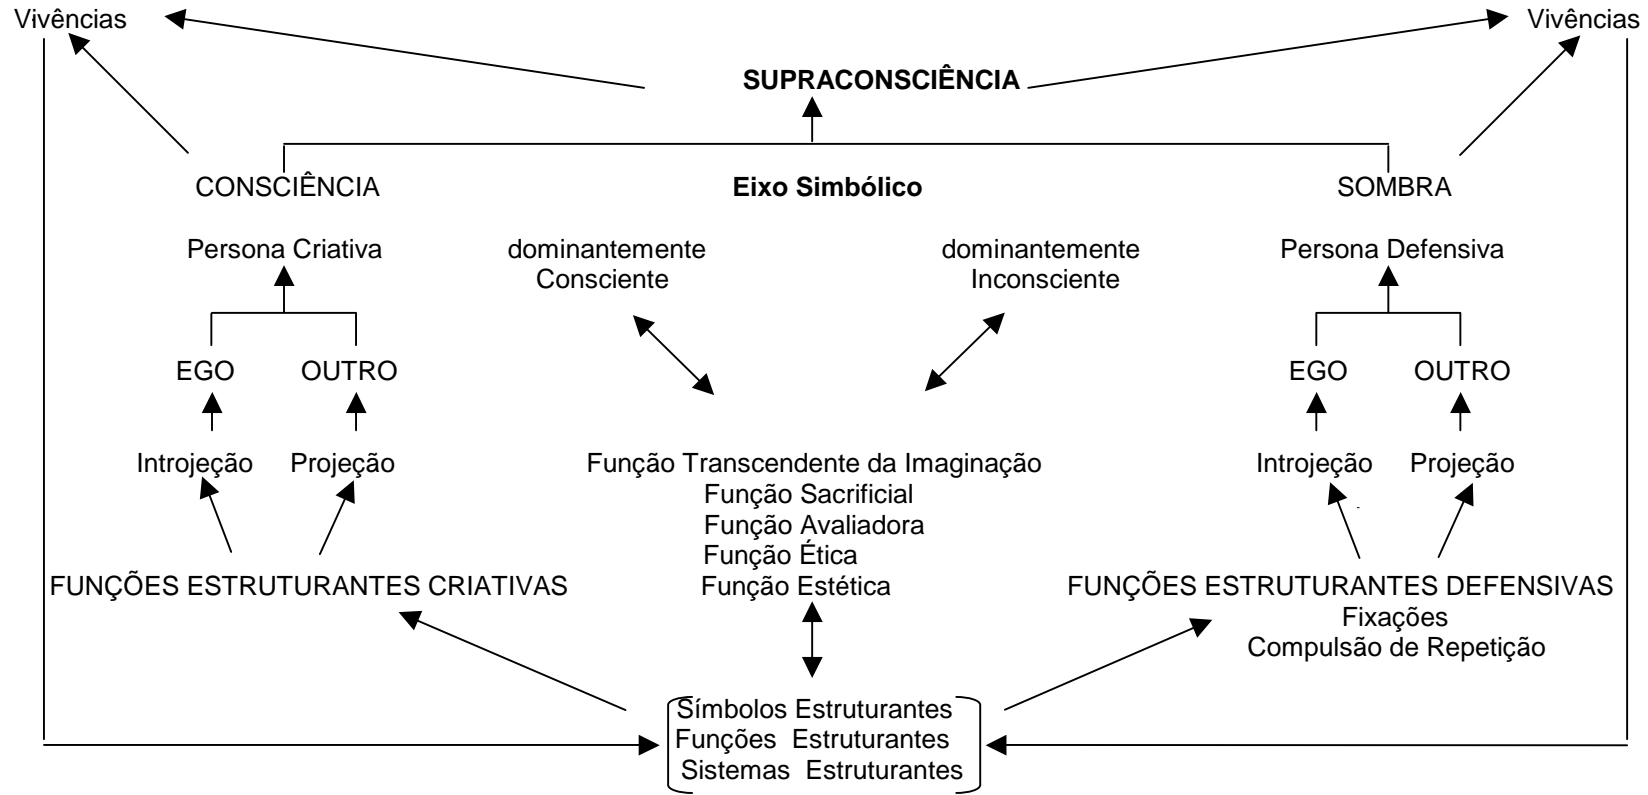 Vivências Vivências
SUPRACONSCIÊNCIA
CONSCIÊNCIA Eixo Simbólico SOMBRA
Persona Criativa dominantemente dominantemente Persona Defensiva
Consciente Inconsciente
EGO OUTRO EGO OUTRO
Introjeção Projeção Função Transcendente da Imaginação Introjeção Projeção
Função Sacrificial
Função Avaliadora
Função Ética
FUNÇÕES ESTRUTURANTES CRIATIVAS Função Estética FUNÇÕES ESTRUTURANTES DEFENSIVAS
Fixações
Compulsão de Repetição
Símbolos Estruturantes
Funções Estruturantes
Sistemas Estruturantes